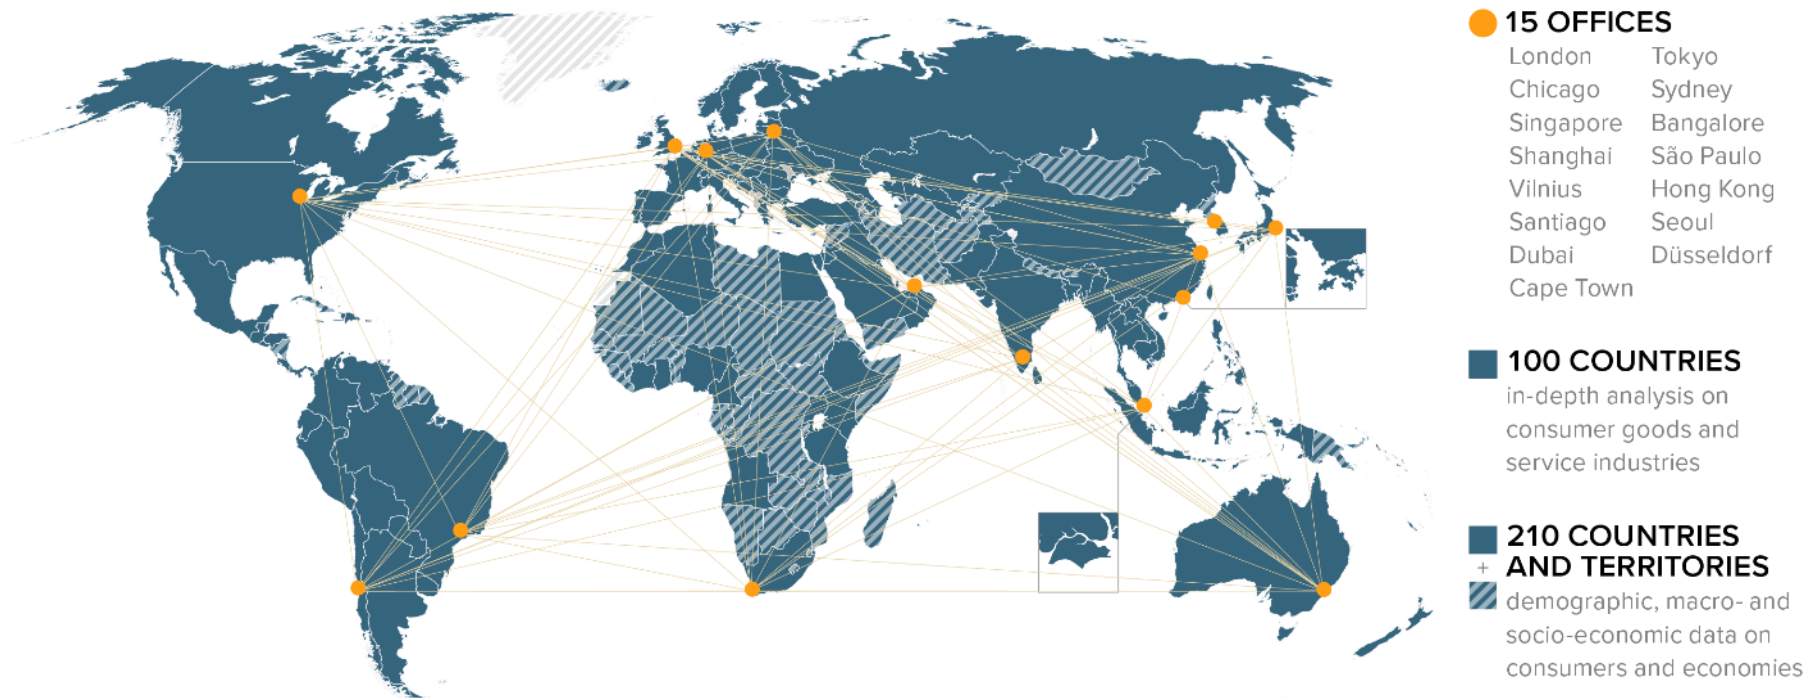 15 OFFICES
London
Chicago
Singapore
Shanghai
Vilnius
Santiago
Dubai
Cape Town
Tokyo
Sydney
Bangalore
São Paulo
Hong Kong
Seoul
Düsseldorf
100 COUNTRIES
in-depth analysis on
consumer goods and
service industries
210 COUNTRIES
+ AND TERRITORIES
demographic, macro- and
socio-economic data on
consumers and economies